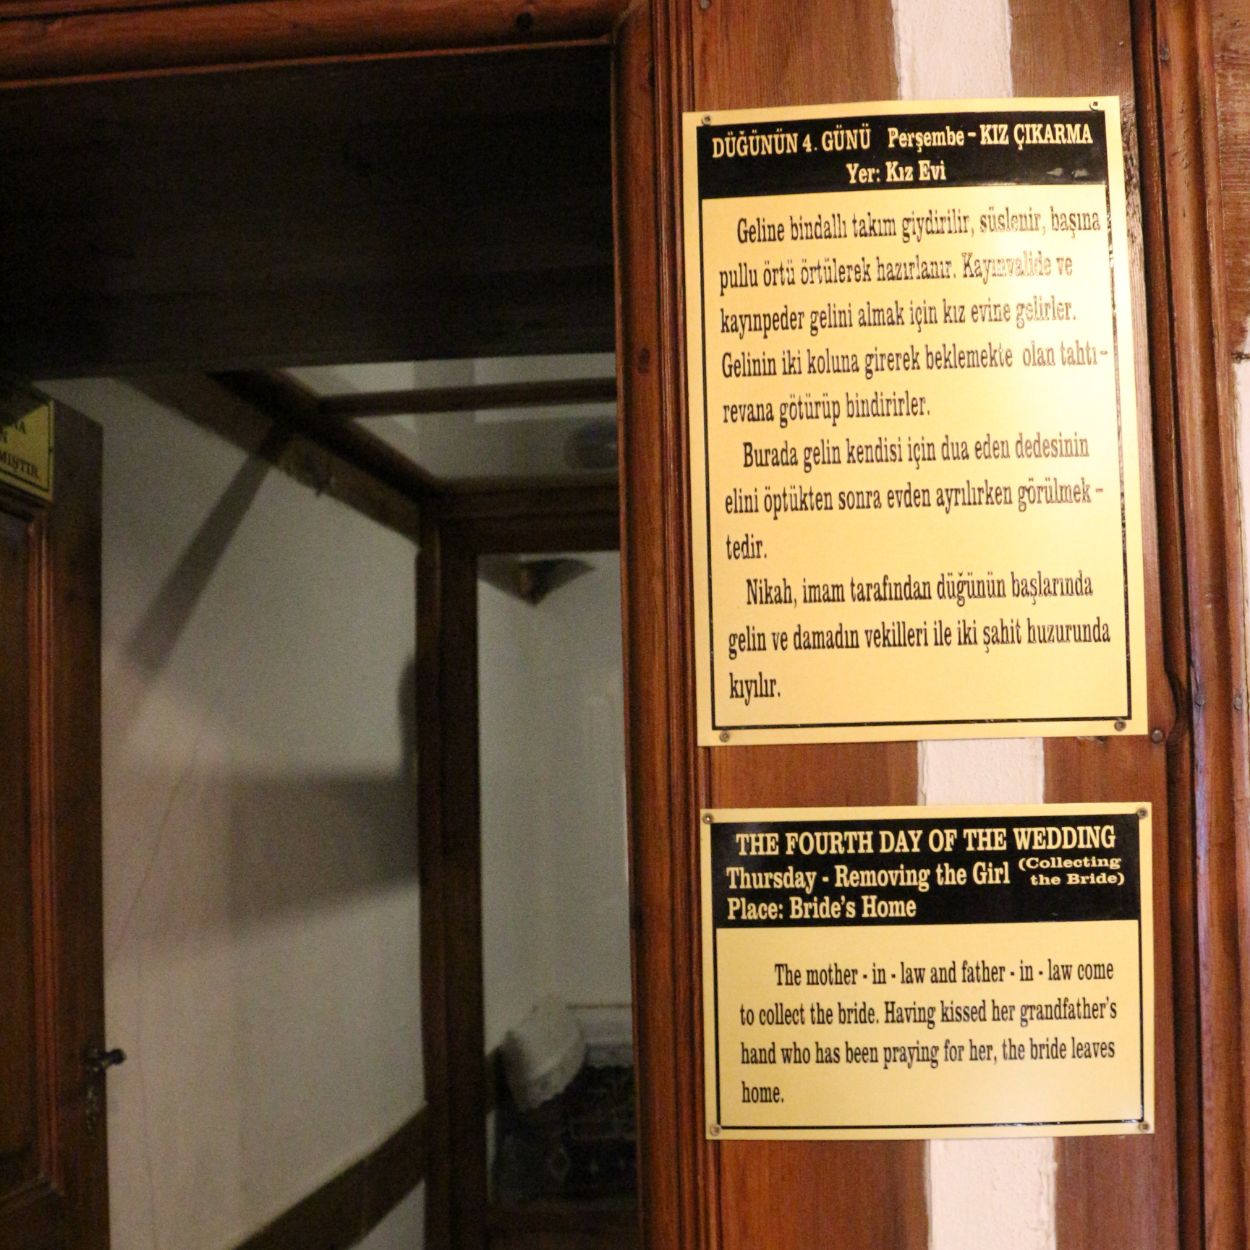 DÜĞÜNÜN 4. GÜNÜ Perşembe - KIZ ÇIKARMA
Yer: Kız Evi
Geline bindallı takım giydirilir, süslenir, başına
pullu örtü örtülerek hazırlanır. Kayınvalide ve
kayınpeder gelini almak için kız evine gelirler.
Gelinin iki koluna girerek beklemekte olan tahtı-
revana götürüp bindirirler.
Burada gelin kendisi için dua eden dedesinin
elini öptükten sonra evden ayrılırken görülmek -
tedir.
Nikah, imam tarafından düğünün başlarında
gelin ve damadın vekilleri ile iki şahit huzurunda
kıyılır.
THE FOURTH DAY OF THE WEDDING
Thursday - Removing the Girl (Collecting the Bride)
Place: Bride's Home
The mother - in - law and father - in - law come
to collect the bride. Having kissed her grandfather's
hand who has been praying for her, the bride leaves
home.